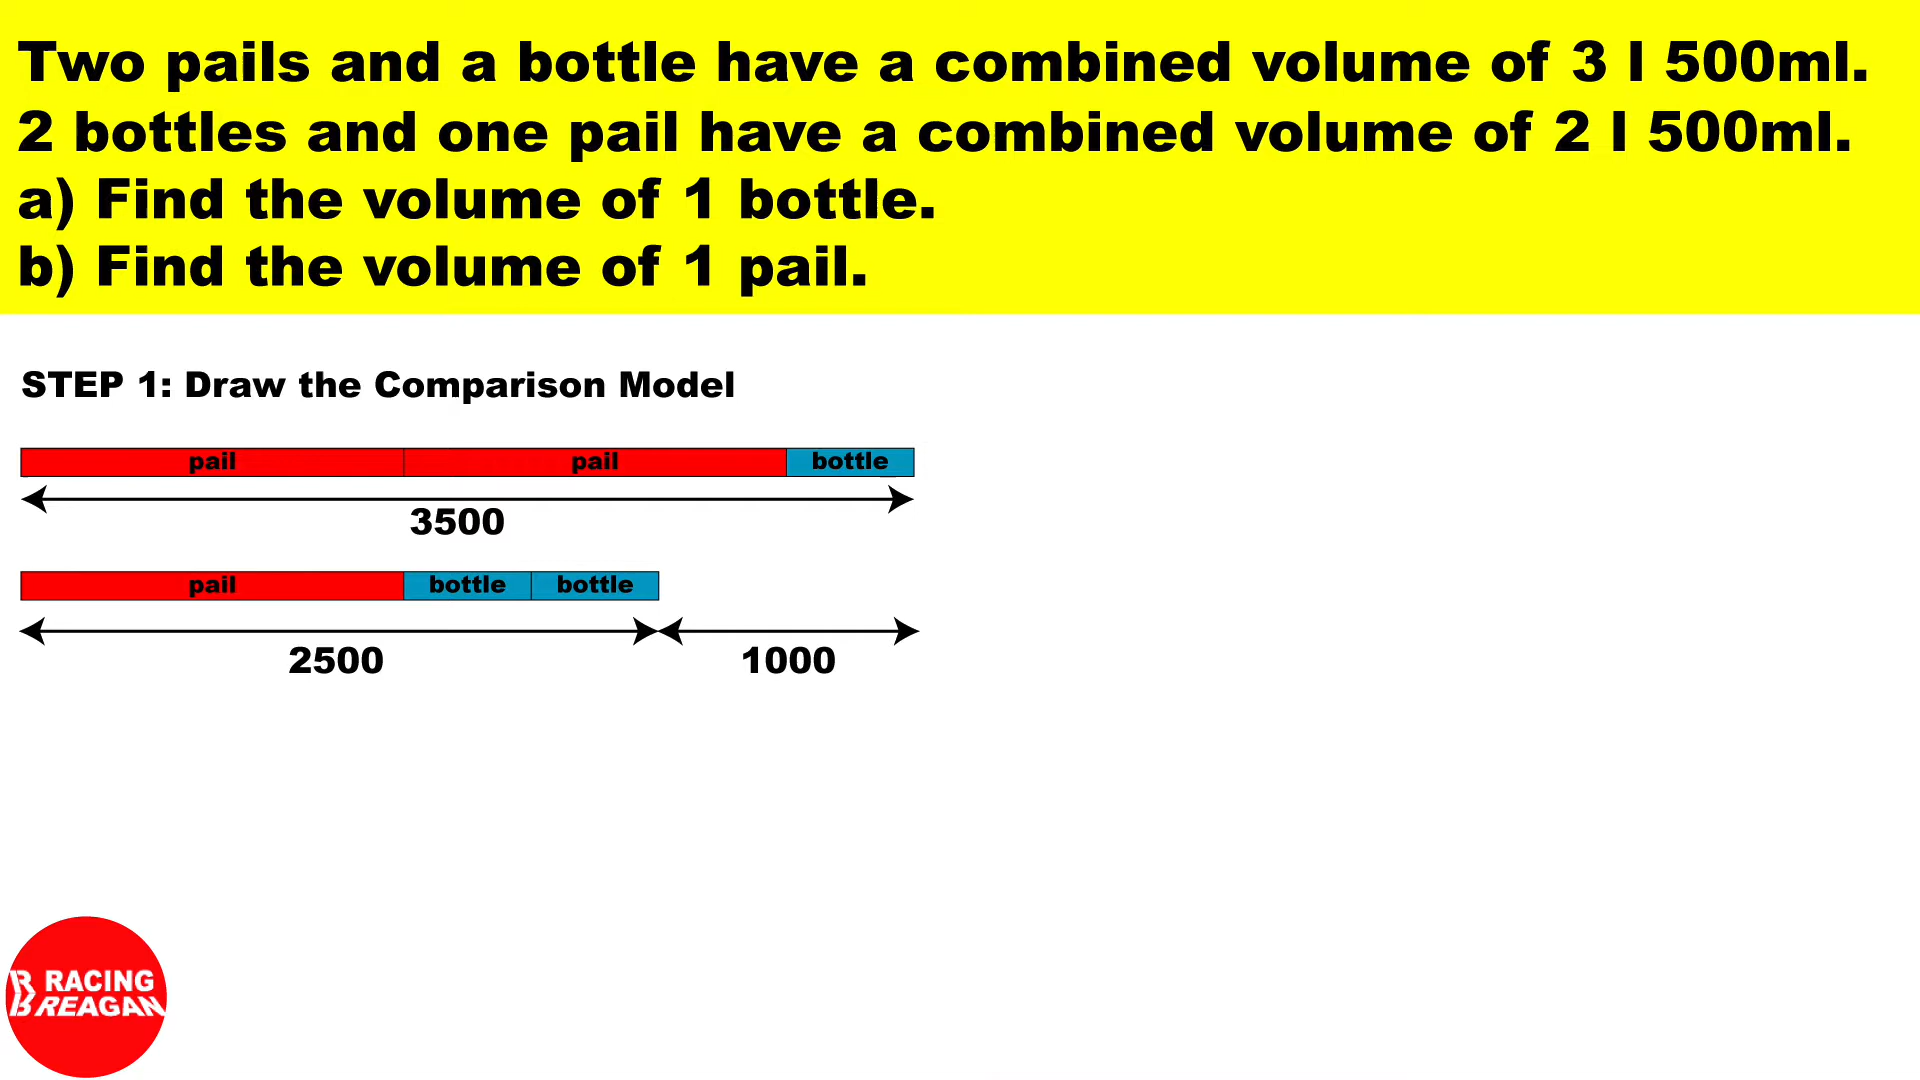 Two pails and a bottle have a combined volume of 3 l 500ml.
2 bottles and one pail have a combined volume of 2 l 500ml.
a) Find the volume of 1 bottle.
b) Find the volume of 1 pail.
STEP 1: Draw the Comparison Model
pail pail bottle
3500
pail bottle bottle
2500 1000
RACING
REAGAN